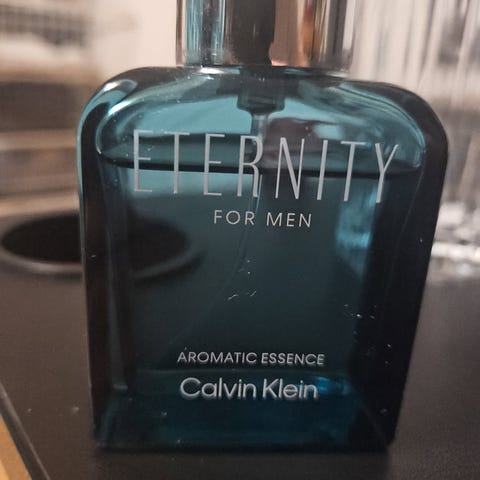 ETERNITY
FOR MEN
AROMATIC ESSENCE
Calvin Klein